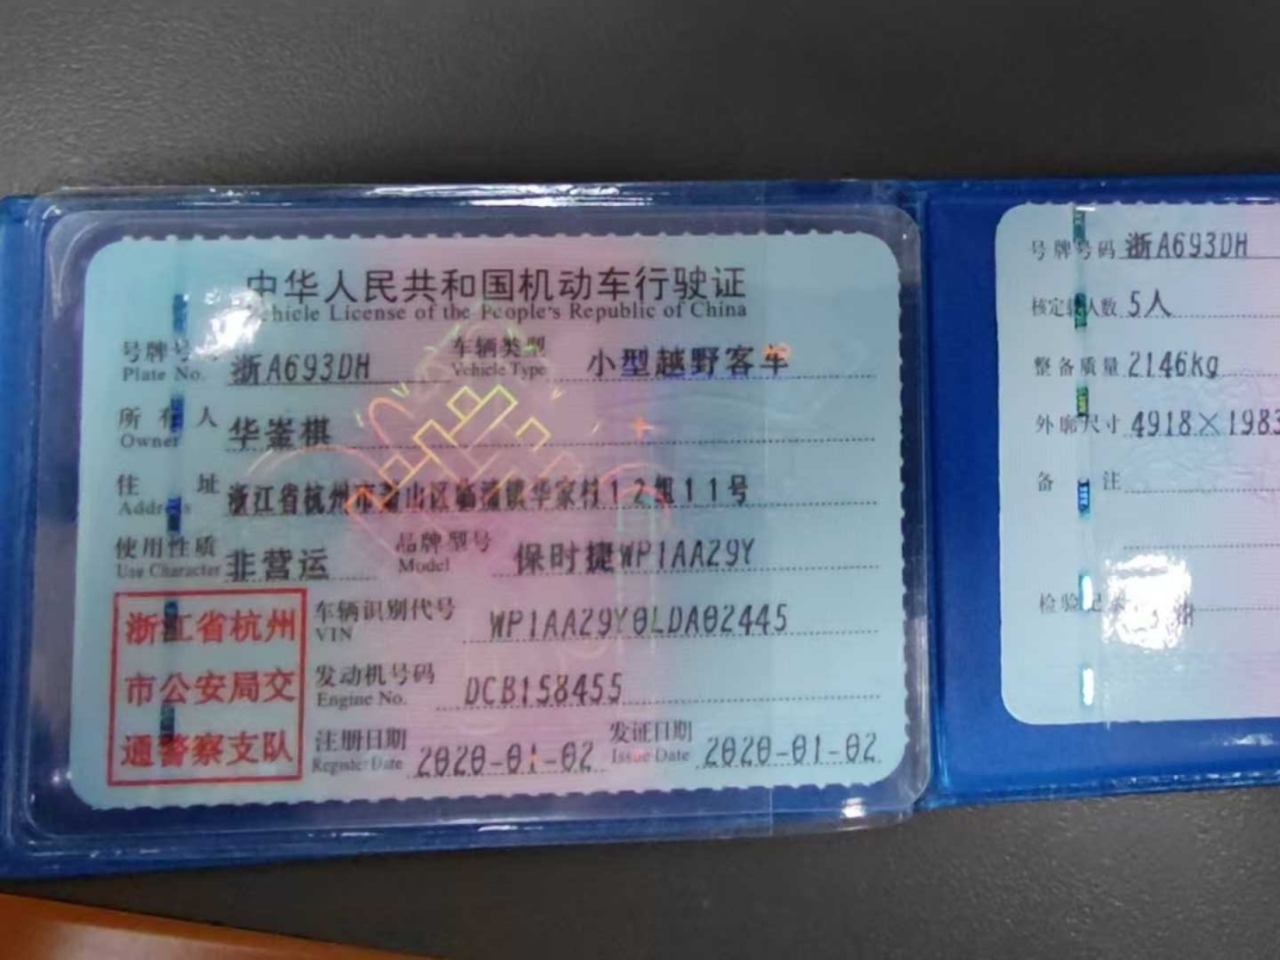 中华人民共和国机动车行驶证
Vehicle License of the People's Republic of China
号牌号
Plate No.
浙A693DH
车辆类型
Vehicle Type
小型越野客车
所有人
Owner
华崟棋
住址
Address
浙江省杭州市萧山区临浦镇华家村12组11号
使用性质
Use Character
非营运
品牌型号
Model
保时捷WP1AA29Y
浙江省杭州
市公安局交
通警察支队
车辆识别代号
VIN
WP1AA29Y0LDA02445
发动机号码
Engine No.
DCB158455
注册日期
Register Date
2020-01-02
发证日期
Issue Date
2020-01-02
号牌号码 浙A693DH
核定载人数 5人
整备质量 2146kg
外廓尺寸 4918×1983
备注
检验记录